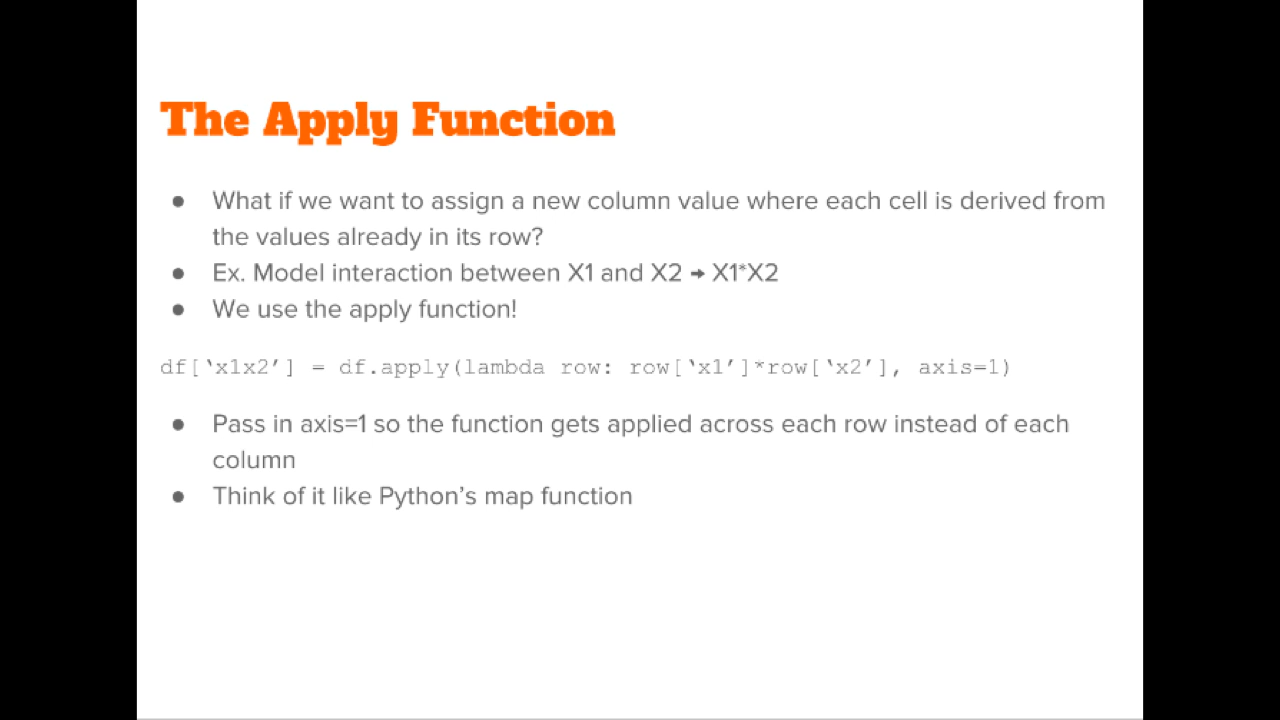 The Apply Function
● What if we want to assign a new column value where each cell is derived from
the values already in its row?
● Ex. Model interaction between X1 and X2 → X1*X2
● We use the apply function!
df[‘x1x2’] = df.apply(lambda row: row[‘x1’]*row[‘x2’], axis=1)
● Pass in axis=1 so the function gets applied across each row instead of each
column
● Think of it like Python’s map function